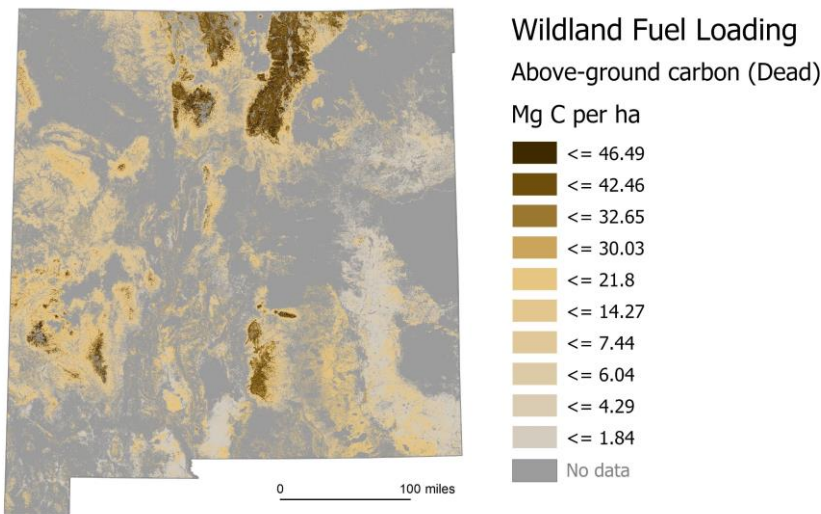 Wildland Fuel Loading
Above-ground carbon (Dead)
Mg C per ha
<= 46.49
<= 42.46
<= 32.65
<= 30.03
<= 21.8
<= 14.27
<= 7.44
<= 6.04
<= 4.29
<= 1.84
No data
0 100 miles